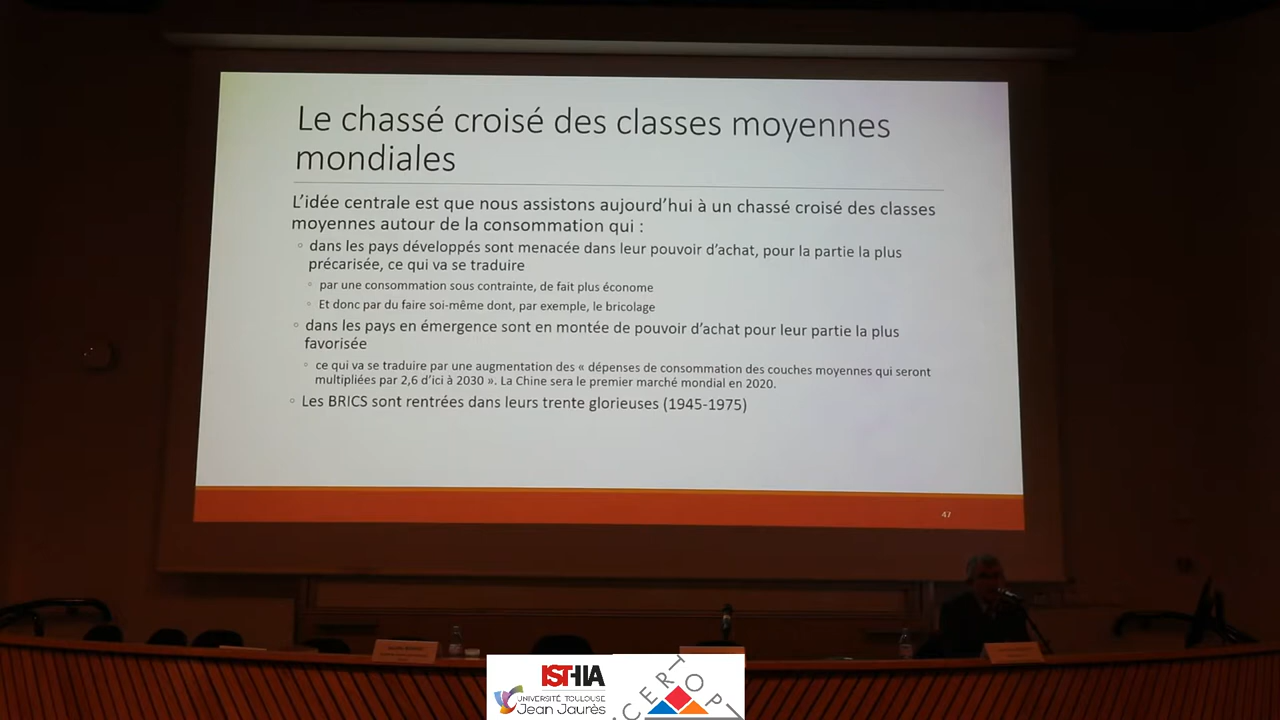 Le chassé croisé des classes moyennes
mondiales
L'idée centrale est que nous assistons aujourd'hui à un chassé croisé des classes
moyennes autour de la consommation qui :
◦ dans les pays développés sont menacée dans leur pouvoir d'achat, pour la partie la plus
précarisée, ce qui va se traduire
◦ par une consommation sous contrainte, de fait plus économe
◦ Et donc par du faire soi-même dont, par exemple, le bricolage
◦ dans les pays en émergence sont en montée de pouvoir d'achat pour leur partie la plus
favorisée
◦ ce qui va se traduire par une augmentation des « dépenses de consommation des couches moyennes qui seront
multipliées par 2,6 d'ici à 2030 ». La Chine sera le premier marché mondial en 2020.
◦ Les BRICS sont rentrées dans leurs trente glorieuses (1945-1975)
47
ISTHIA
UNIVERSITÉ TOULOUSE
Jean Jaurès
CERTOP